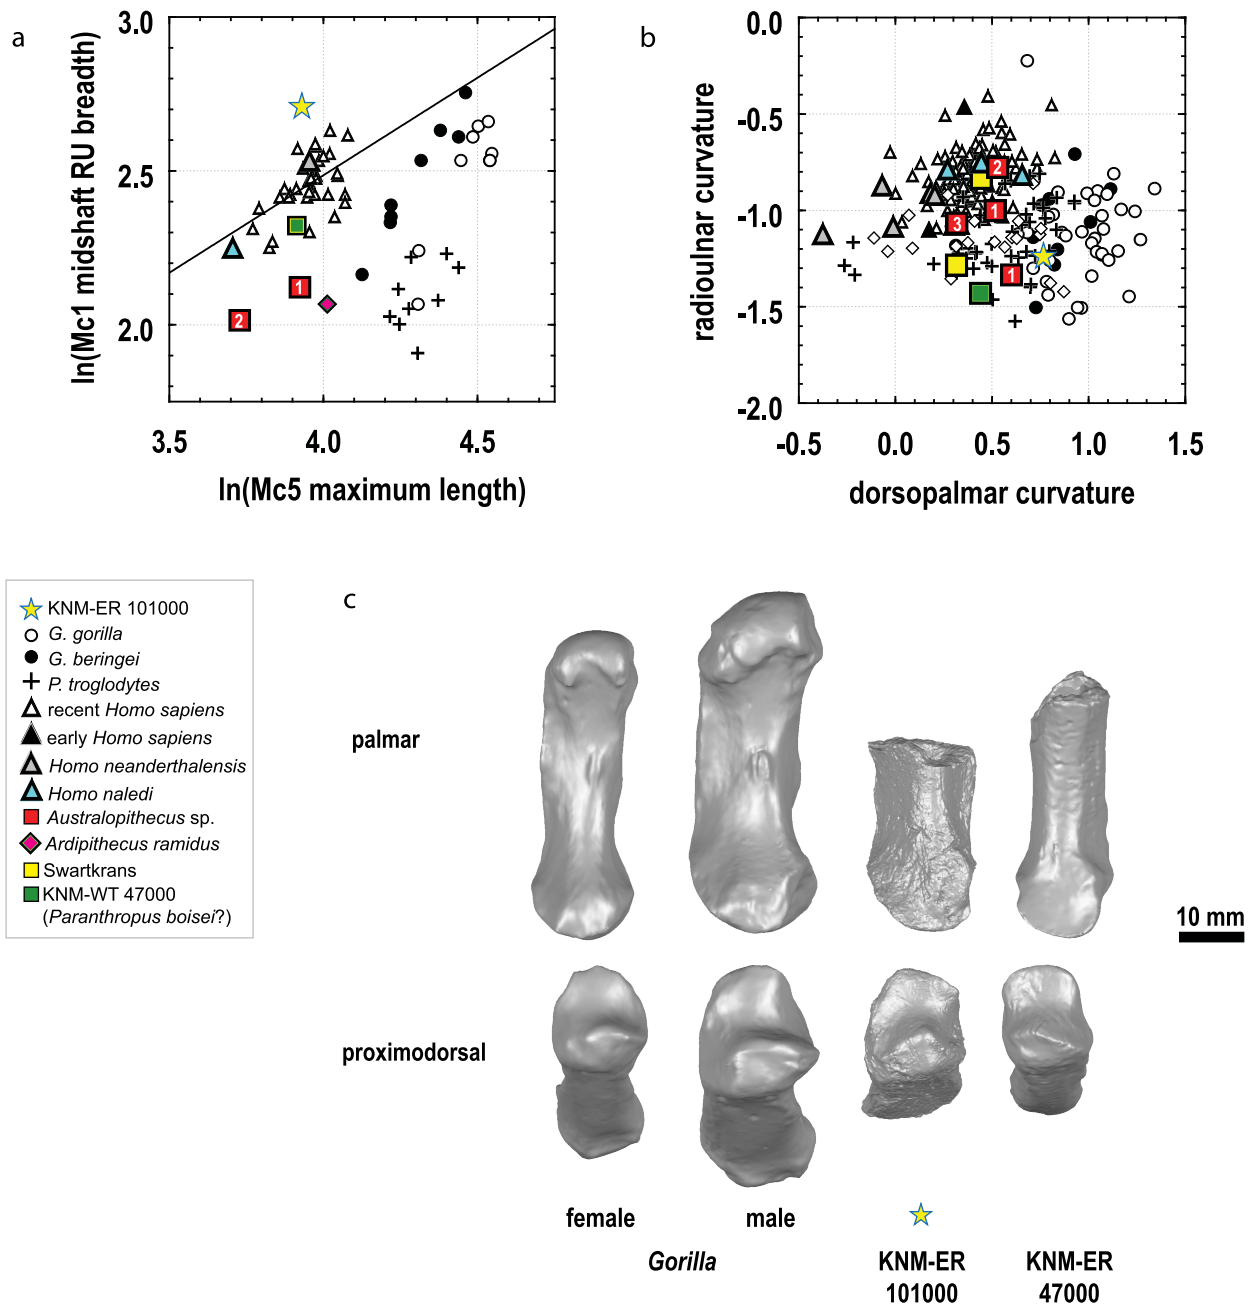 a
3.0
2.5
2.0
ln(Mc1 midshaft RU breadth)
1
2
3.5
4.0
4.5
ln(Mc5 maximum length)
b
0.0
-0.5
-1.0
-1.5
-2.0
radioulnar curvature
2
1
3
1
-0.5
0.0
0.5
1.0
1.5
dorsopalmar curvature
KNM-ER 101000
G. gorilla
G. beringei
P. troglodytes
recent Homo sapiens
early Homo sapiens
Homo neanderthalensis
Homo naledi
Australopithecus sp.
Ardipithecus ramidus
Swartkrans
KNM-WT 47000
(Paranthropus boisei?)
c
palmar
10 mm
proximodorsal
female
male
Gorilla
KNM-ER
101000
KNM-ER
47000